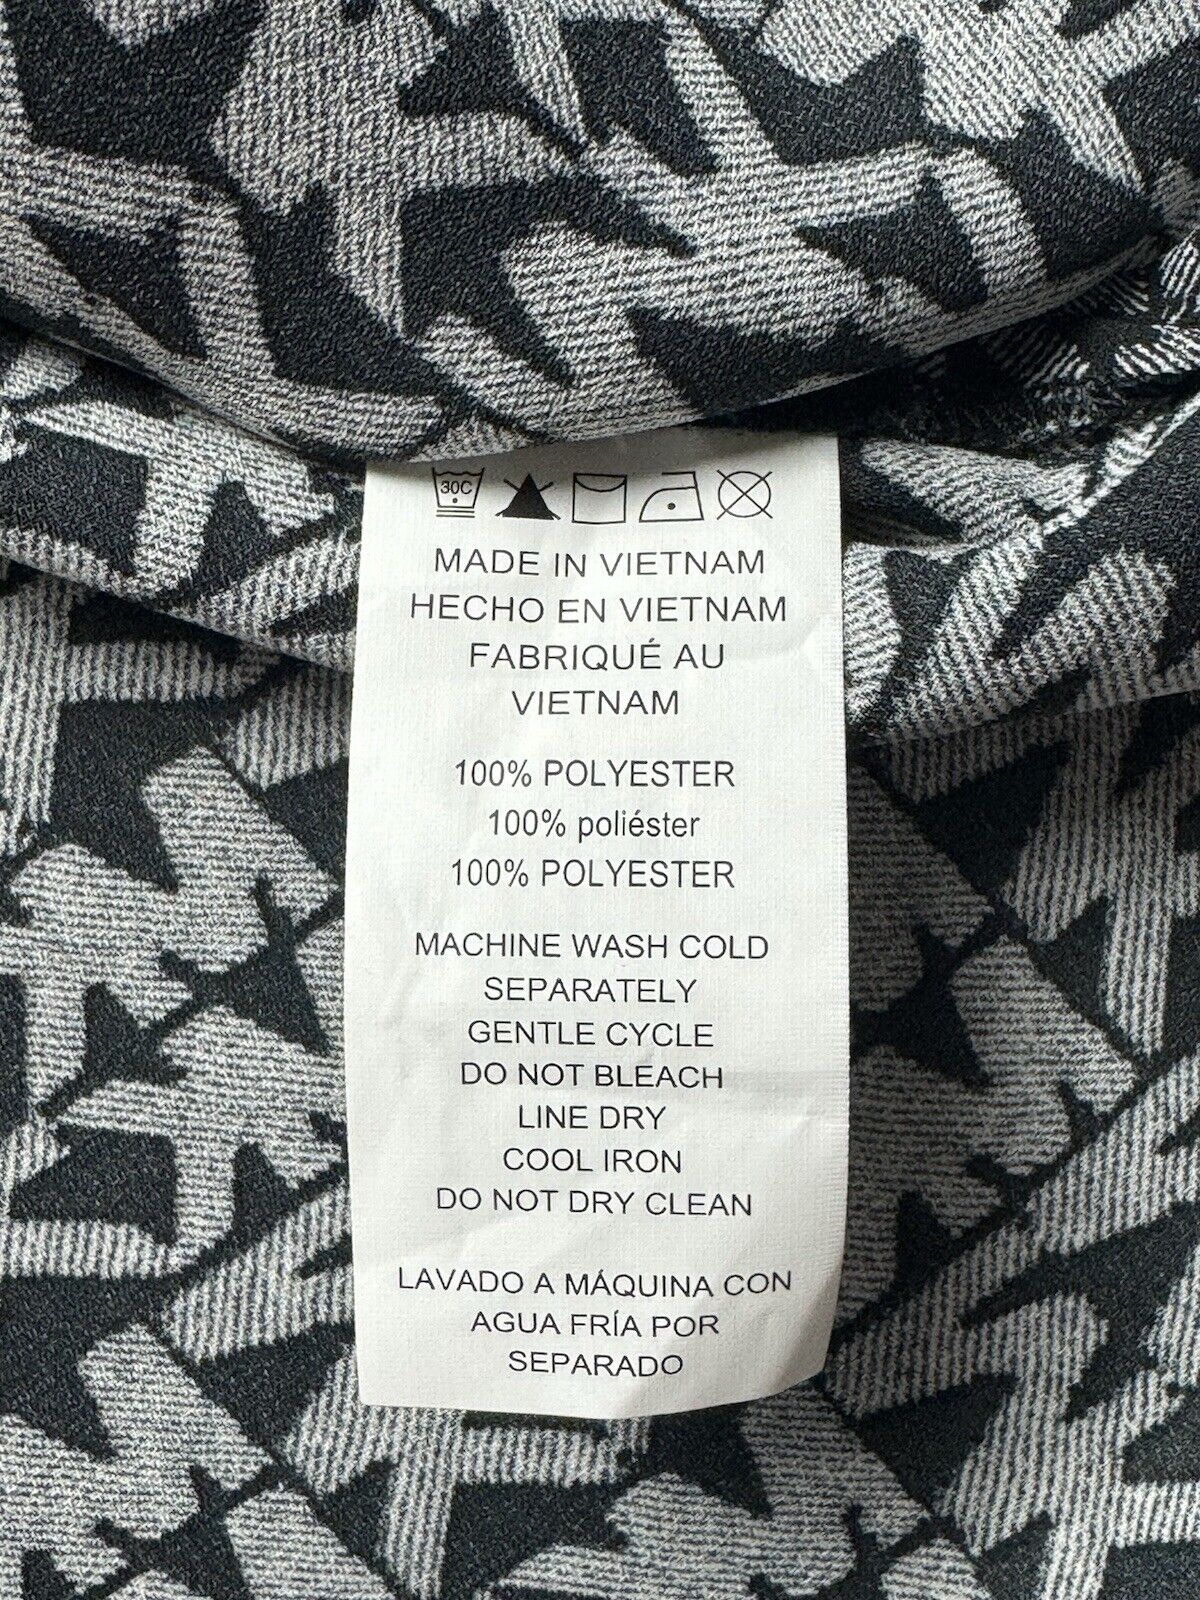 30C
MADE IN VIETNAM
HECHO EN VIETNAM
FABRIQUÉ AU
VIETNAM
100% POLYESTER
100% poliéster
100% POLYESTER
MACHINE WASH COLD
SEPARATELY
GENTLE CYCLE
DO NOT BLEACH
LINE DRY
COOL IRON
DO NOT DRY CLEAN
LAVADO A MÁQUINA CON
AGUA FRÍA POR
SEPARADO